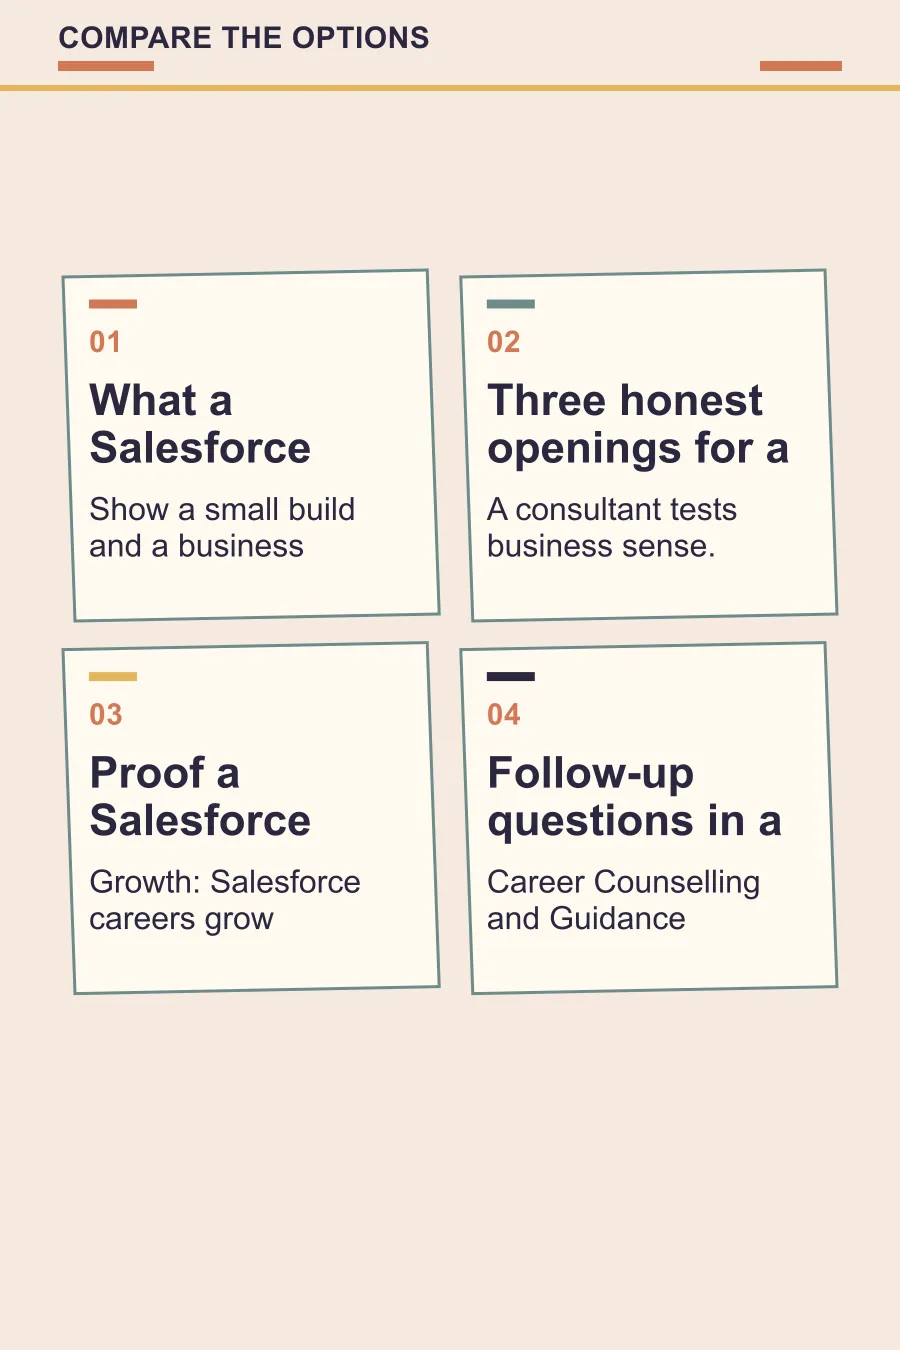 COMPARE THE OPTIONS
01
What a
Salesforce
Show a small build
and a business
02
Three honest
openings for a
A consultant tests
business sense.
03
Proof a
Salesforce
Growth: Salesforce
careers grow
04
Follow-up
questions in a
Career Counselling
and Guidance